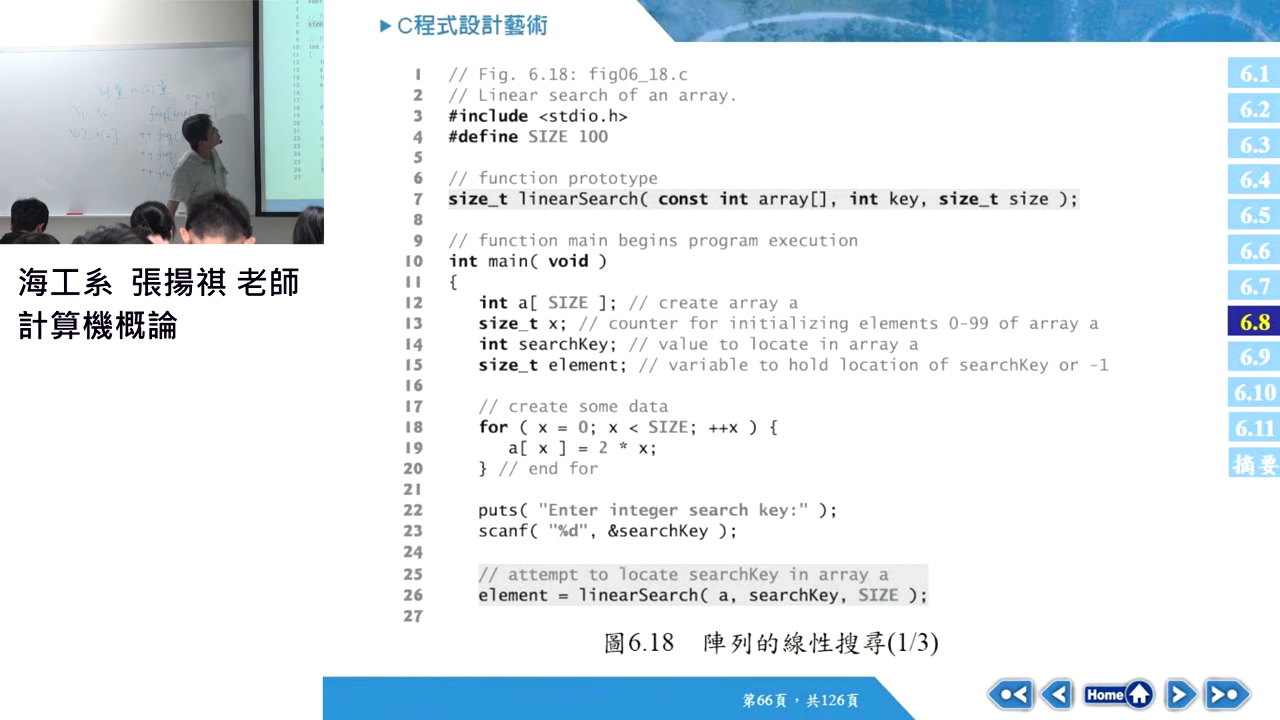 C程式設計藝術
1 // Fig. 6.18: fig06_18.c
2 // Linear search of an array.
3 #include <stdio.h>
4 #define SIZE 100
5
6 // function prototype
7 size_t linearSearch( const int array[], int key, size_t size );
8
9 // function main begins program execution
10 int main( void )
11 {
12 int a[ SIZE ]; // create array a
13 size_t x; // counter for initializing elements 0-99 of array a
14 int searchKey; // value to locate in array a
15 size_t element; // variable to hold location of searchKey or -1
16
17 // create some data
18 for ( x = 0; x < SIZE; ++x ) {
19 a[ x ] = 2 * x;
20 } // end for
21
22 puts( "Enter integer search key:" );
23 scanf( "%d", &searchKey );
24
25 // attempt to locate searchKey in array a
26 element = linearSearch( a, searchKey, SIZE );
27
圖6.18 陣列的線性搜尋(1/3)
第66頁，共126頁
Home
6.1
6.2
6.3
6.4
6.5
6.6
6.7
6.8
6.9
6.10
6.11
摘要
海工系 張揚祺 老師
計算機概論